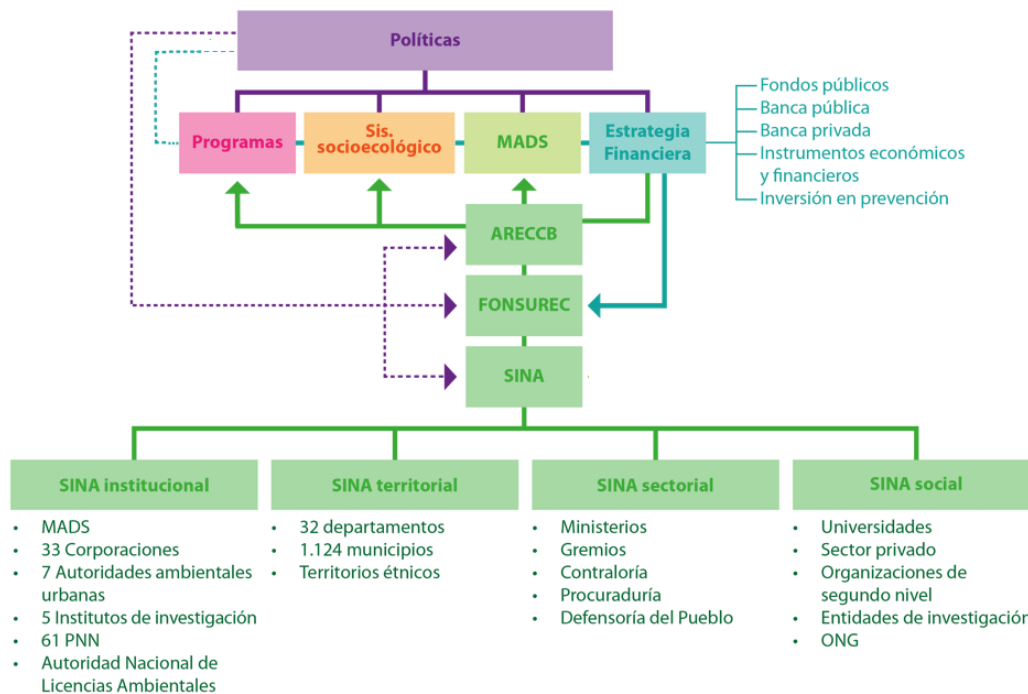 Políticas
Programas
Sis.
socioecológico
MADS
Estrategia
Financiera
Fondos públicos
Banca pública
Banca privada
Instrumentos económicos
y financieros
Inversión en prevención
ARECCB
FONSUREC
SINA
SINA institucional
• MADS
• 33 Corporaciones
• 7 Autoridades ambientales
urbanas
• 5 Institutos de investigación
• 61 PNN
• Autoridad Nacional de
Licencias Ambientales
SINA territorial
• 32 departamentos
• 1.124 municipios
• Territorios étnicos
SINA sectorial
• Ministerios
• Gremios
• Contraloría
• Procuraduría
• Defensoría del Pueblo
SINA social
• Universidades
• Sector privado
• Organizaciones de
segundo nivel
• Entidades de investigación
• ONG